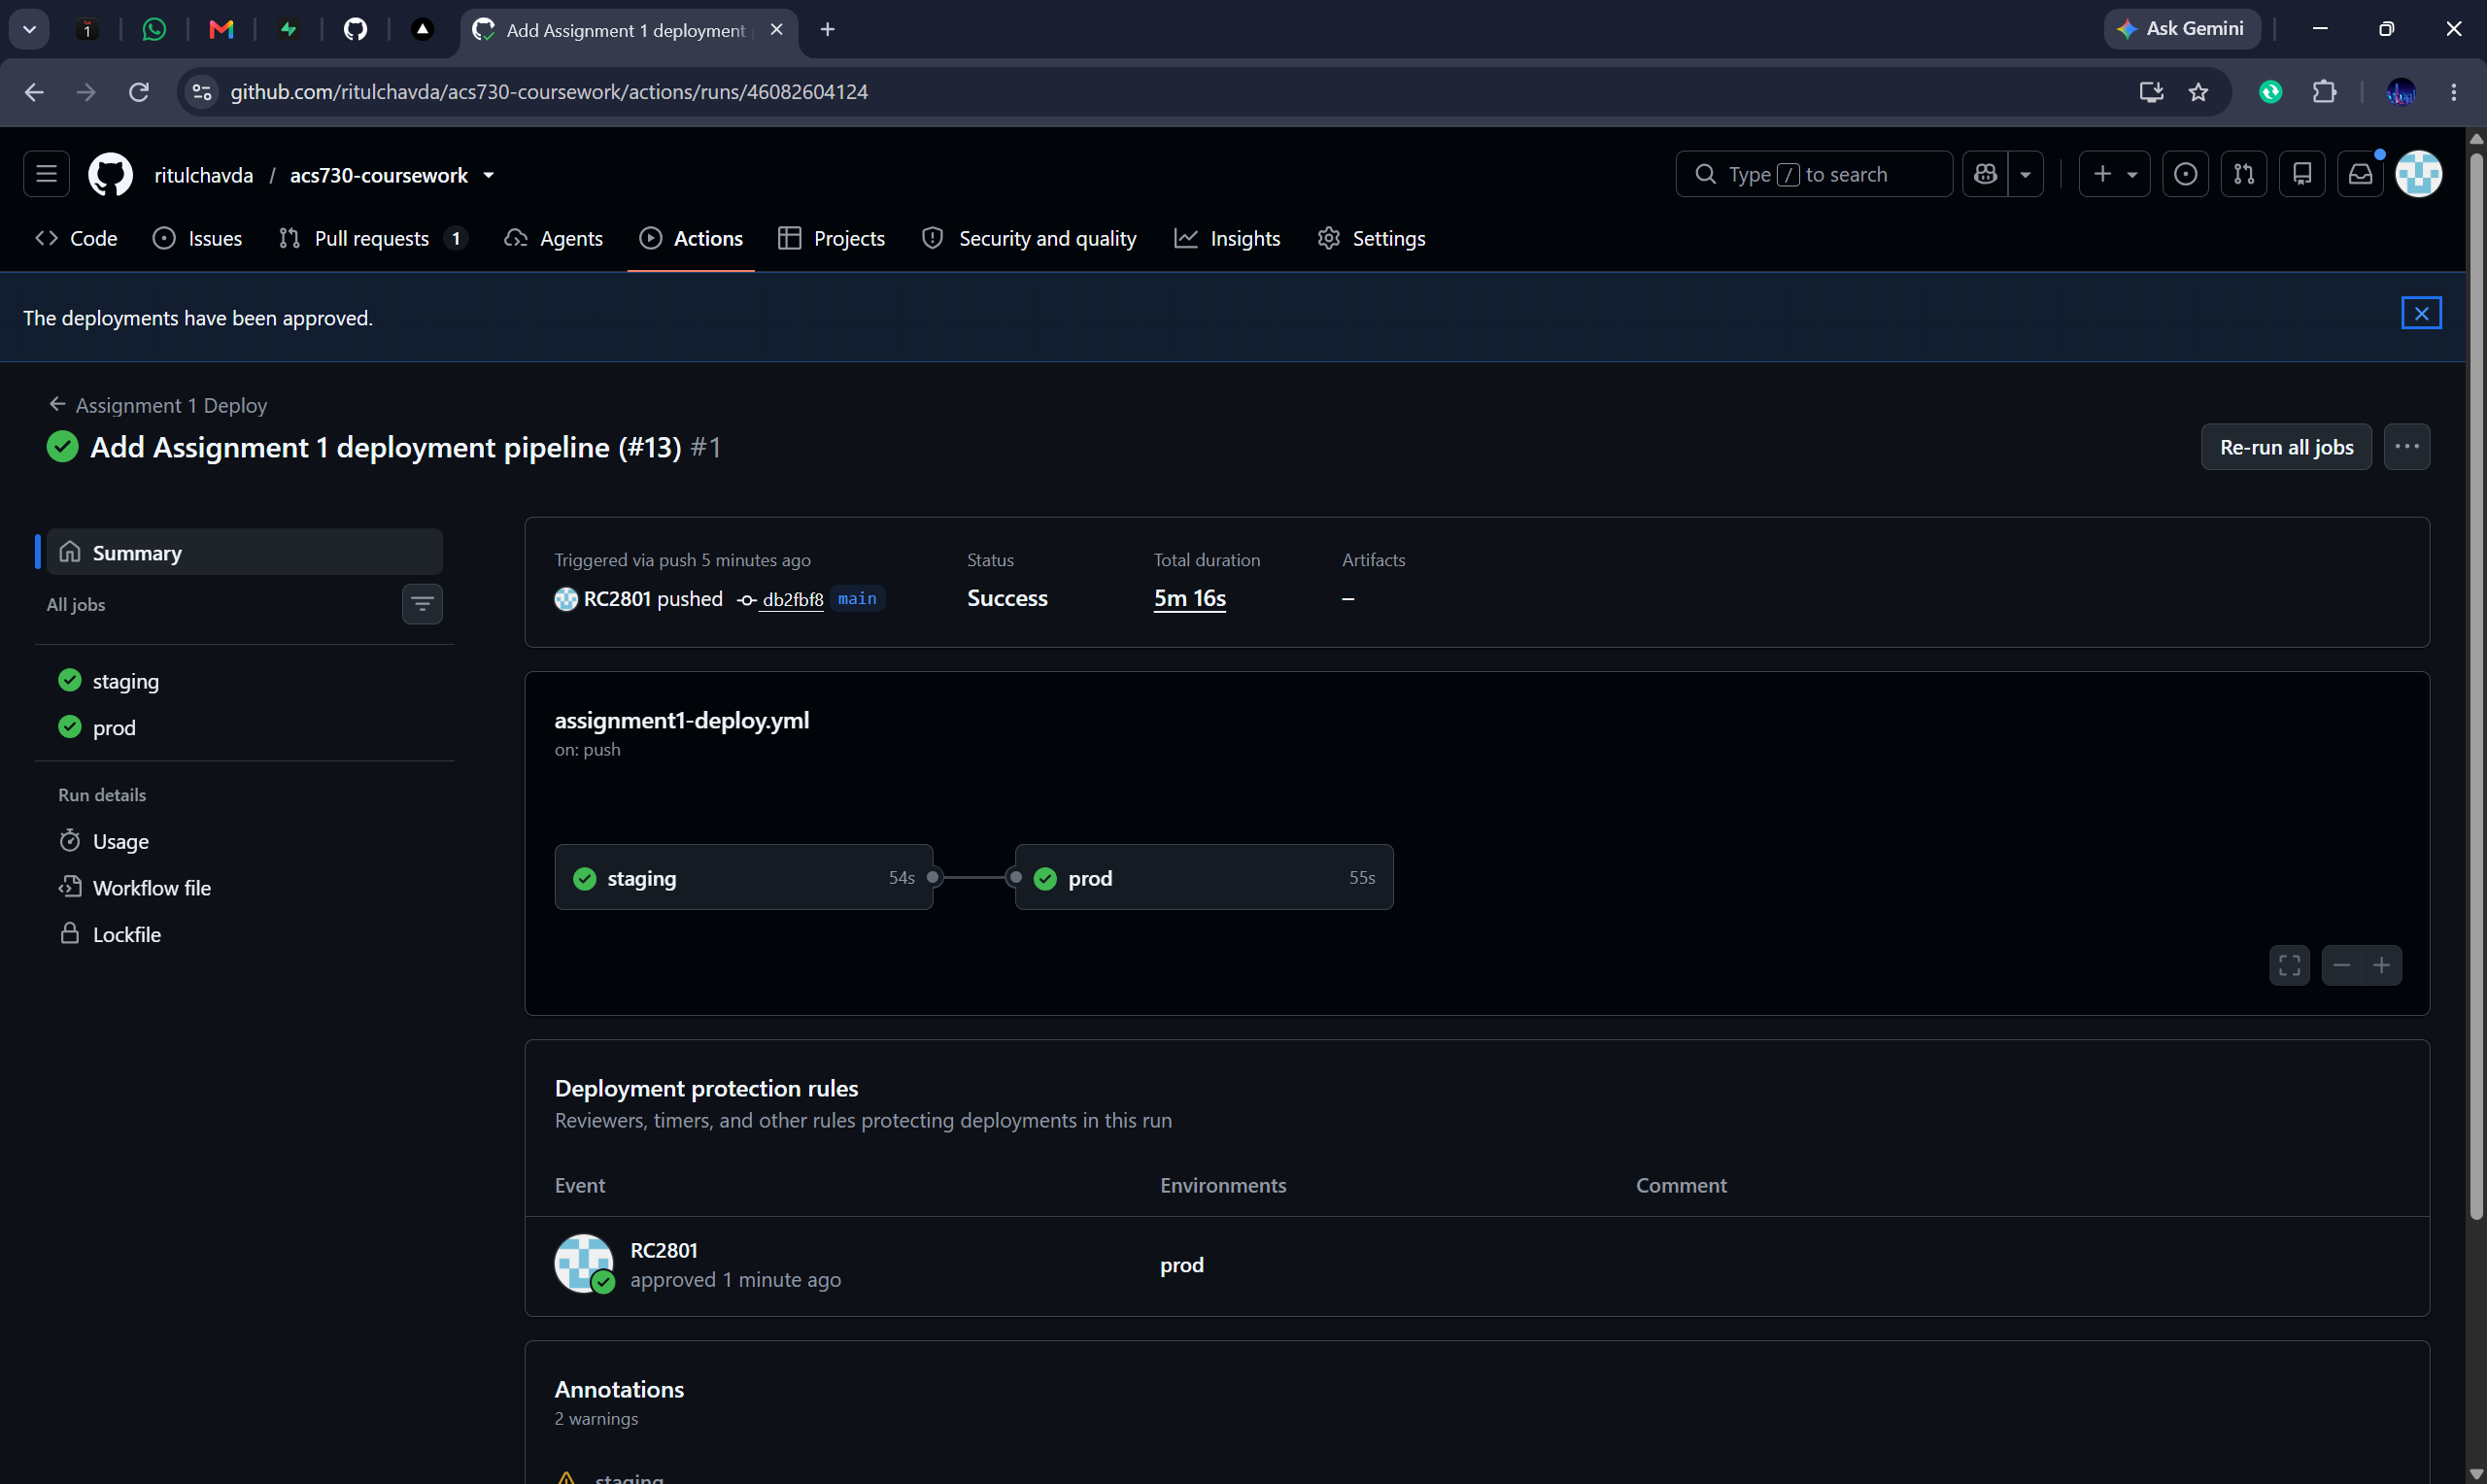 Add Assignment 1 deployment
Ask Gemini
github.com/ritulchavda/acs730-coursework/actions/runs/46082604124
ritulchavda / acs730-coursework
Type / to search
Code
Issues
Pull requests 1
Agents
Actions
Projects
Security and quality
Insights
Settings
The deployments have been approved.
Assignment 1 Deploy
Add Assignment 1 deployment pipeline (#13) #1
Re-run all jobs
Summary
All jobs
staging
prod
Run details
Usage
Workflow file
Lockfile
Triggered via push 5 minutes ago
RC2801 pushed db2fbf8 main
Status
Success
Total duration
5m 16s
Artifacts
–
assignment1-deploy.yml
on: push
staging 54s
prod 55s
Deployment protection rules
Reviewers, timers, and other rules protecting deployments in this run
Event Environments Comment
RC2801
approved 1 minute ago
prod
Annotations
2 warnings
staging